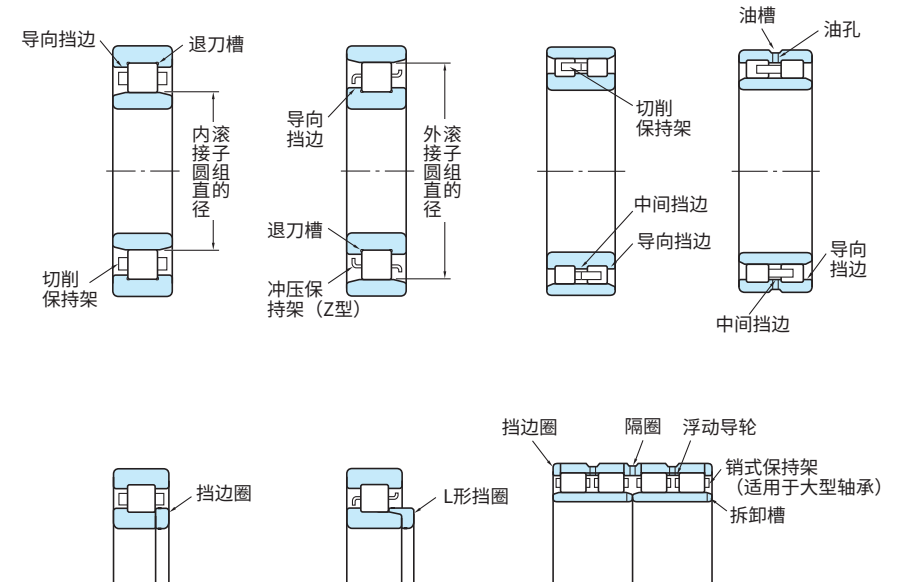 导向挡边
退刀槽
滚子组的
内接圆直径
切削
保持架
导向
挡边
滚子组的
外接圆直径
退刀槽
冲压保
持架（Z型）
切削
保持架
中间挡边
导向挡边
油槽
油孔
导向
挡边
中间挡边
挡边圈
L形挡圈
挡边圈
隔圈
浮动导轮
销式保持架
（适用于大型轴承）
拆卸槽